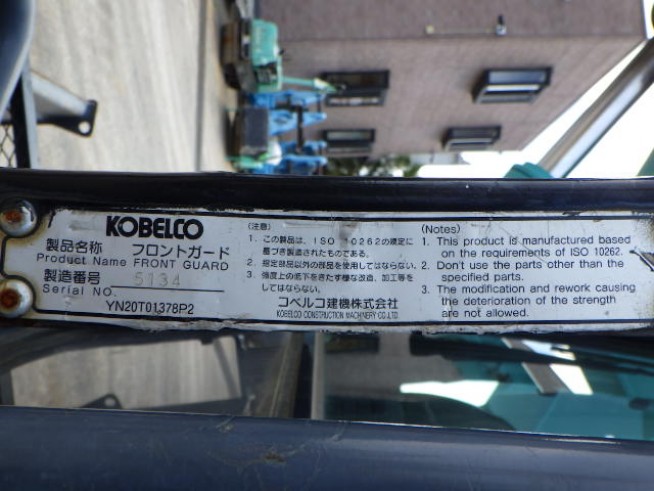 KOBELCO
製品名称 フロントガード
Product Name FRONT GUARD
製造番号 5134
Serial NO.
YN20T01378P2
(注意)
1. この製品は、ISO 10262の規定に
基づき製造されたものである。
2. 指定部品以外の部品を使用してはならない。
3. 強度上の低下をきたす様な改造、加工等を
してはならない。
コベルコ建機株式会社
KOBELCO CONSTRUCTION MACHINERY CO.,LTD
(Notes)
1. This product is manufactured based
on the requirements of ISO 10262.
2. Don't use the parts other than the
specified parts.
3. The modification and rework causing
the deterioration of the strength
are not allowed.